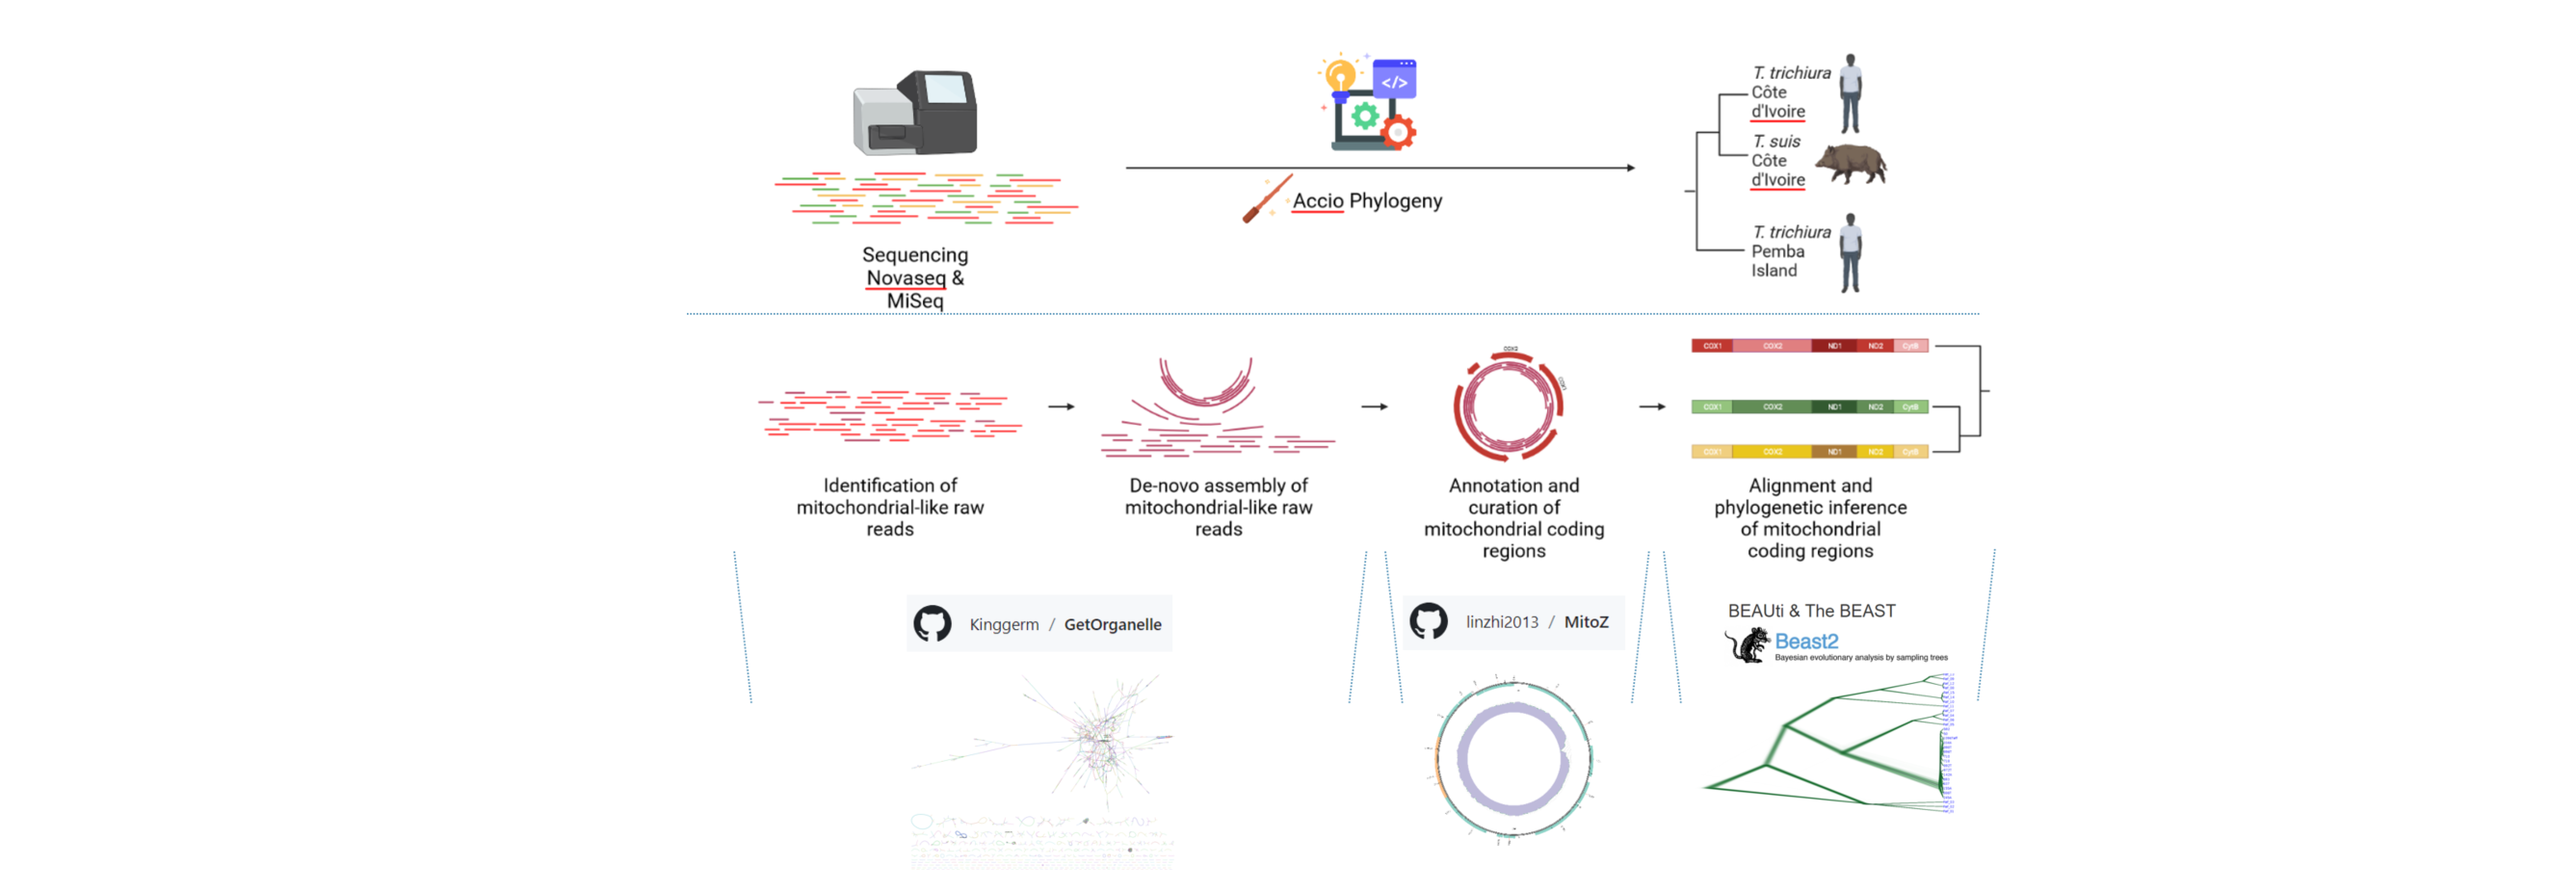 T. trichiura
Côte
d'Ivoire
T. suis
Côte
d'Ivoire
T. trichiura
Pemba
Island
</>
Accio Phylogeny
Sequencing
Novaseq &
MiSeq
COX1 COX2 ND1 ND2 CytB
COX1 COX2 ND1 ND2 CytB
COX1 COX2 ND1 ND2 CytB
Identification of
mitochondrial-like raw
reads
De-novo assembly of
mitochondrial-like raw
reads
Annotation and
curation of
mitochondrial coding
regions
Alignment and
phylogenetic inference
of mitochondrial
coding regions
Kinggerm / GetOrganelle
linzhi2013 / MitoZ
BEAUti & The BEAST
Beast2
Bayesian evolutionary analysis by sampling trees